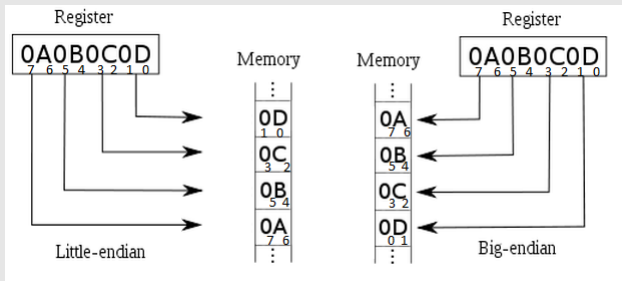 Register
0A0B0C0D
7 6 5 4 3 2 1 0
Memory
⋮
0D
1 0
0C
3 2
0B
5 4
0A
7 6
⋮
Little-endian
Register
0A0B0C0D
7 6 5 4 3 2 1 0
Memory
⋮
0A
7 6
0B
5 4
0C
3 2
0D
0 1
⋮
Big-endian